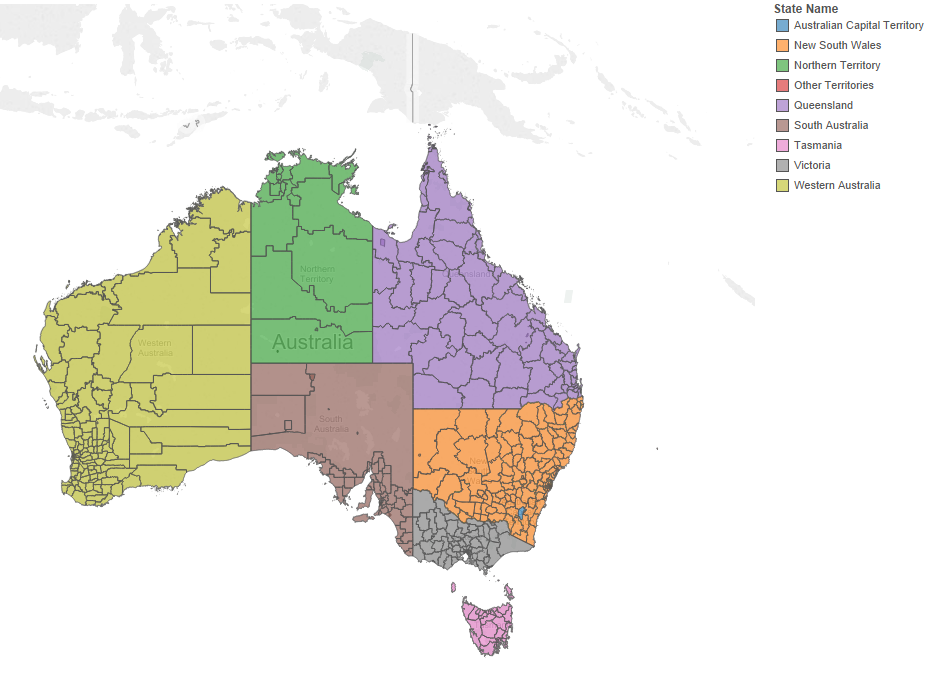 State Name
Australian Capital Territory
New South Wales
Northern Territory
Other Territories
Queensland
South Australia
Tasmania
Victoria
Western Australia
Northern
Territory
Queensland
Western
Australia
Australia
South
Australia
New